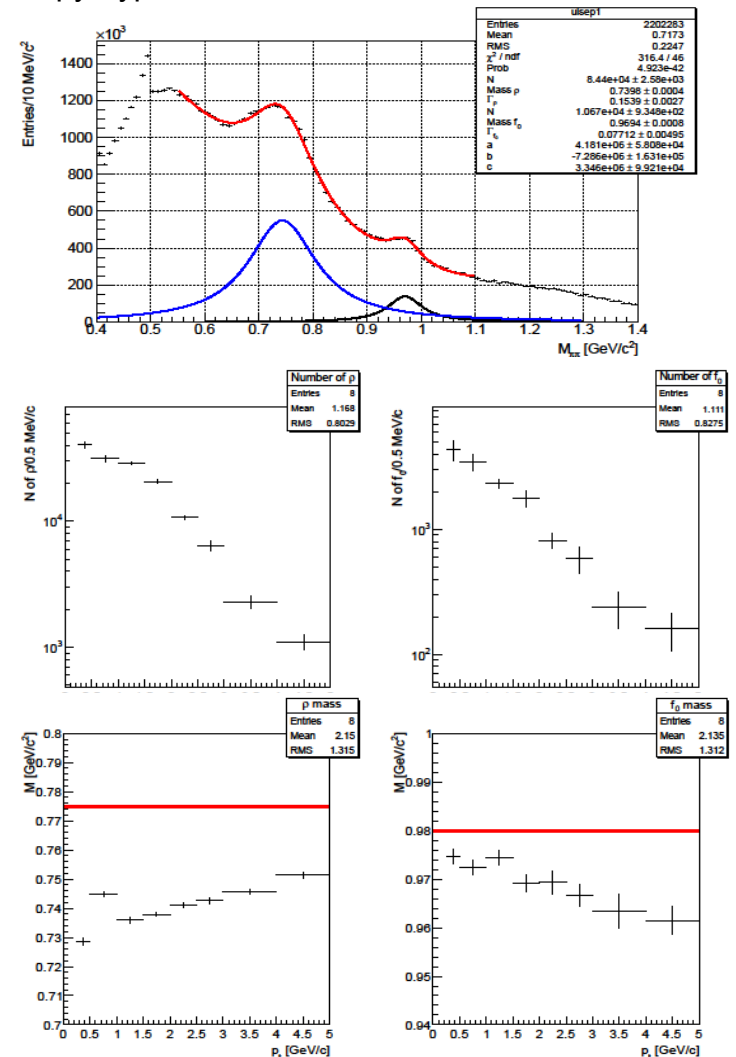 ulsep1
Entries 2202283
Mean 0.7173
RMS 0.2247
χ² / ndf 316.4 / 46
Prob 4.923e-42
N 8.44e+04 ± 2.58e+03
Mass ρ 0.7398 ± 0.0004
Γρ 0.1539 ± 0.0027
N 1.067e+04 ± 9.348e+02
Mass f₀ 0.9694 ± 0.0008
Γf₀ 0.07712 ± 0.00495
a 4.181e+06 ± 5.808e+04
b -7.286e+06 ± 1.631e+05
c 3.346e+06 ± 9.921e+04
×10³
Entries/10 MeV/c²
1400
1200
1000
800
600
400
200
0
0.4 0.5 0.6 0.7 0.8 0.9 1 1.1 1.2 1.3 1.4
Mππ [GeV/c²]
Number of ρ
Entries 8
Mean 1.168
RMS 0.8029
N of ρ/0.5 MeV/c
10⁴
10³
Number of f₀
Entries 8
Mean 1.111
RMS 0.8275
N of f₀/0.5 MeV/c
10³
10²
ρ mass
Entries 8
Mean 2.15
RMS 1.315
M [GeV/c²]
0.8
0.79
0.78
0.77
0.76
0.75
0.74
0.73
0.72
0.71
0.7
0 0.5 1 1.5 2 2.5 3 3.5 4 4.5 5
[GeV/c]
f₀ mass
Entries 8
Mean 2.135
RMS 1.312
M [GeV/c²]
1
0.99
0.98
0.97
0.96
0.95
0.94
0 0.5 1 1.5 2 2.5 3 3.5 4 4.5 5
[GeV/c]